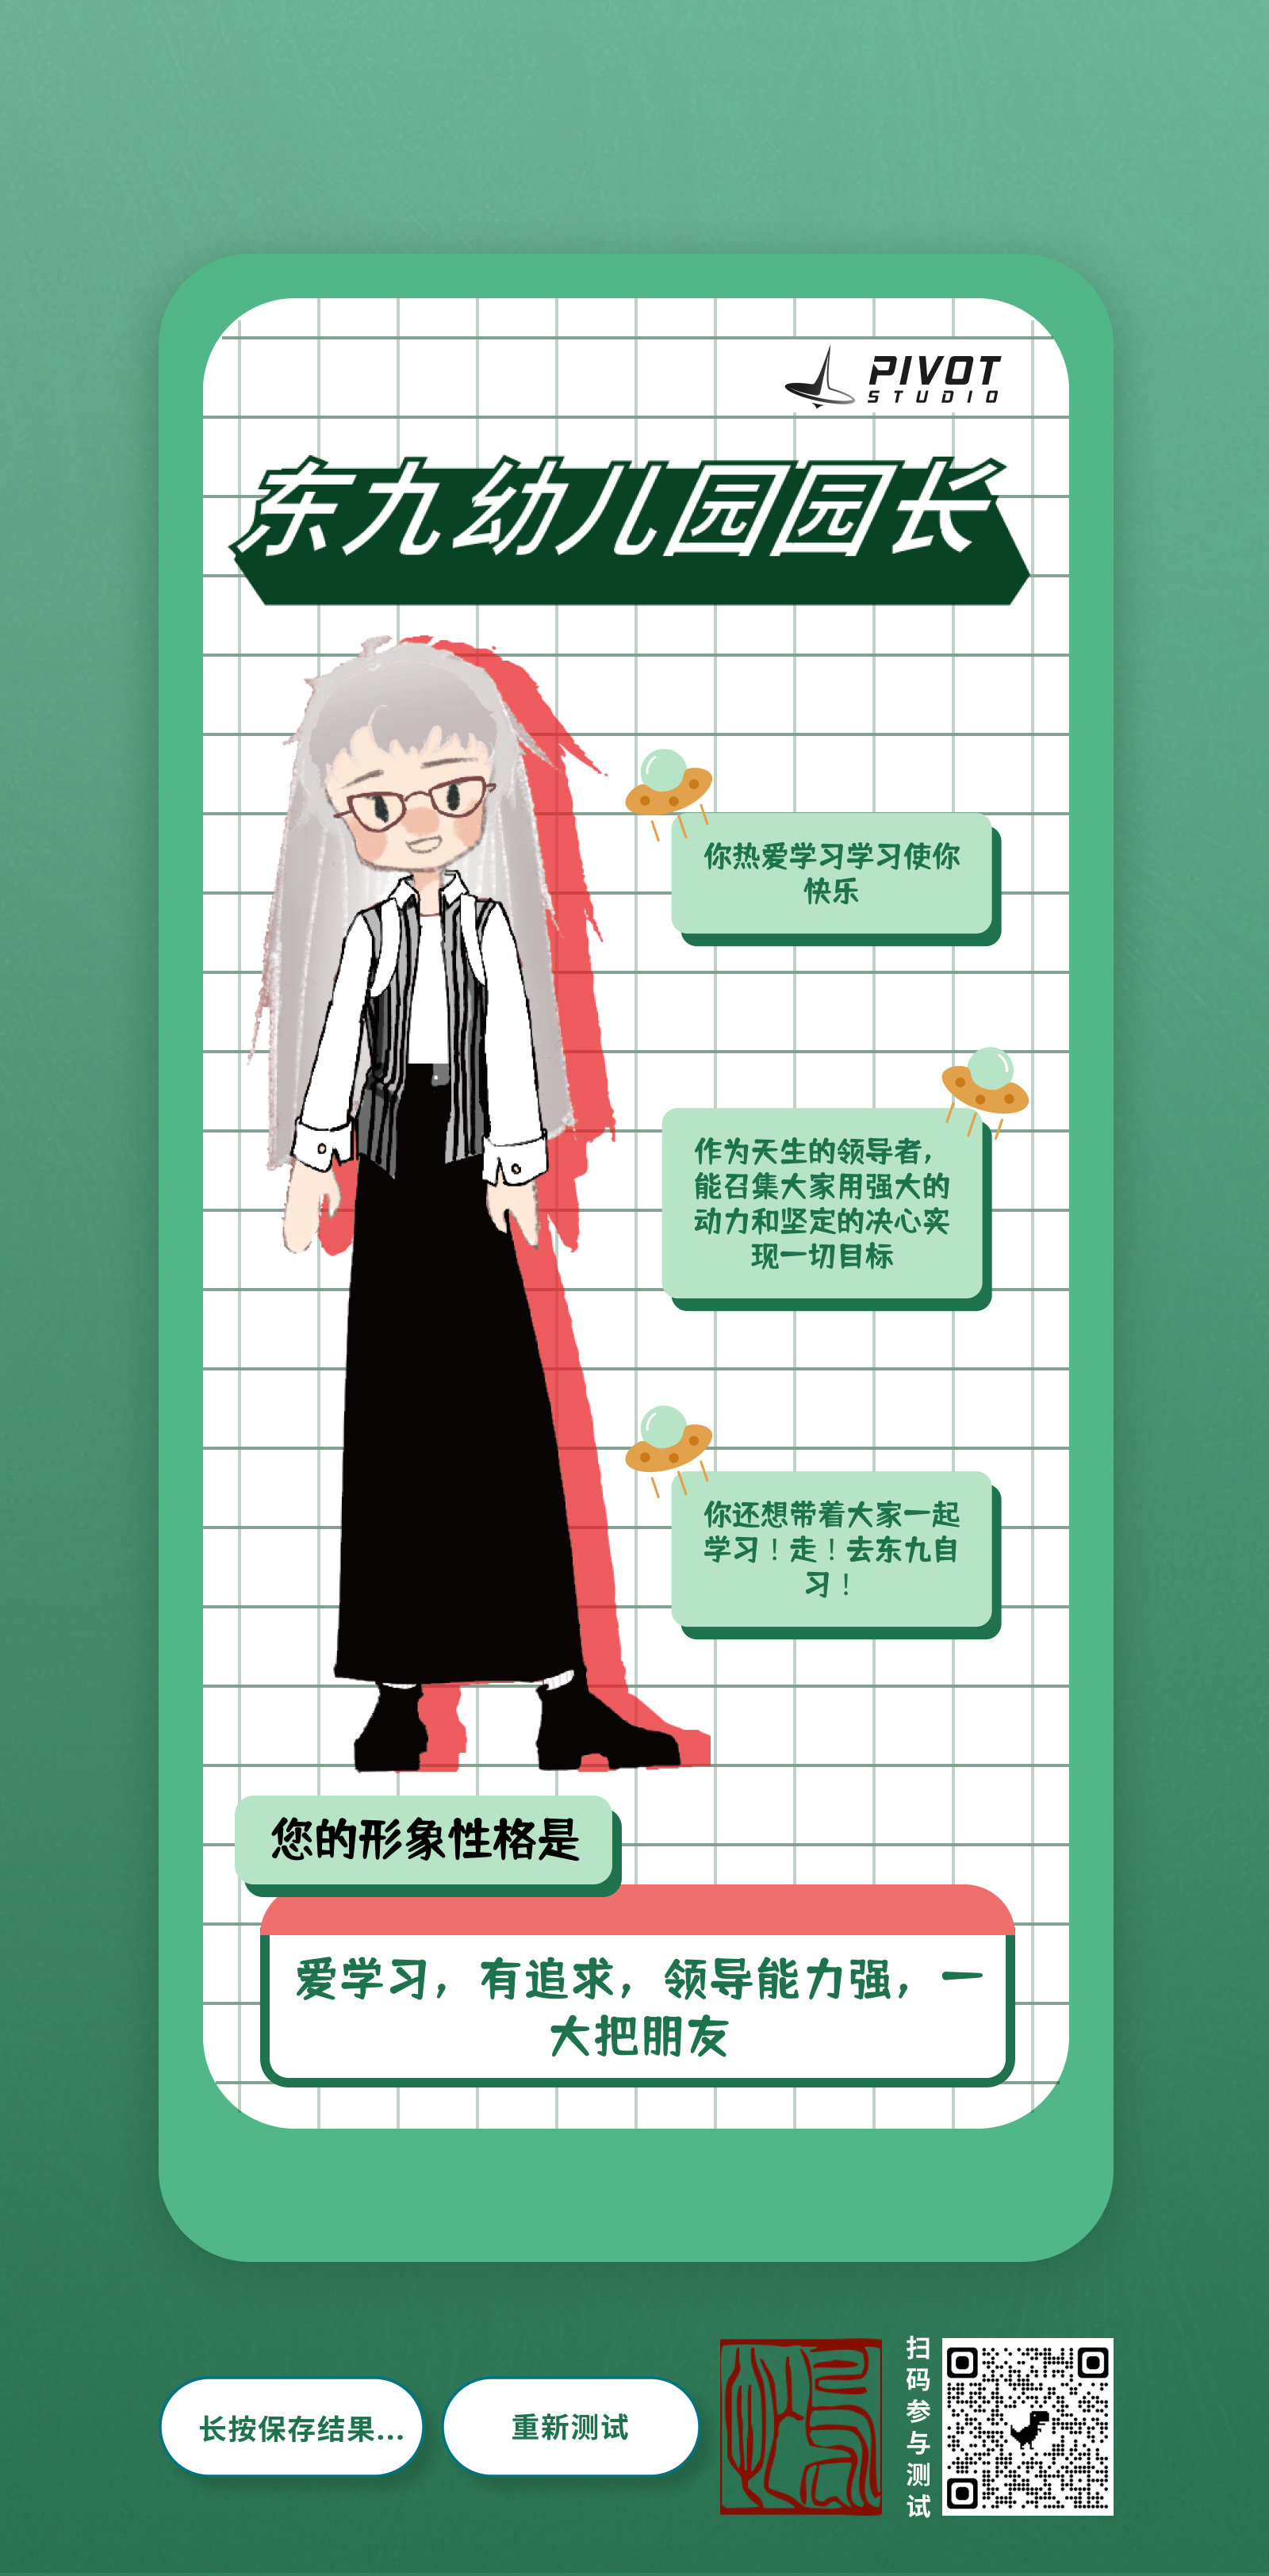 PIVOT
STUDIO
东九幼儿园园长
你热爱学习学习使你
快乐
作为天生的领导者，
能召集大家用强大的
动力和坚定的决心实
现一切目标
你还想带着大家一起
学习！走！去东九自
习！
您的形象性格是
爱学习，有追求，领导能力强，一
大把朋友
长按保存结果...
重新测试
扫码参与测试